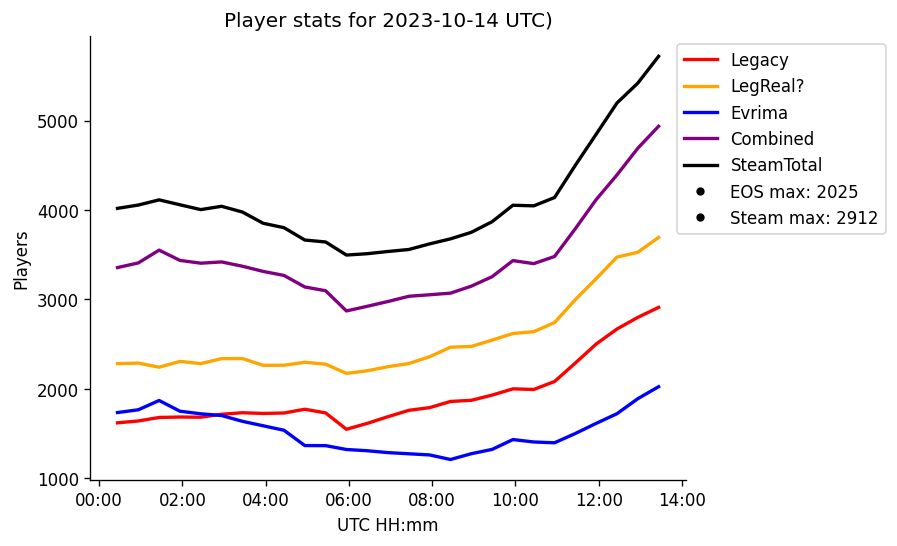 Player stats for 2023-10-14 UTC)
Legacy
LegReal?
Evrima
Combined
SteamTotal
EOS max: 2025
Steam max: 2912
Players
5000
4000
3000
2000
1000
00:00 02:00 04:00 06:00 08:00 10:00 12:00 14:00
UTC HH:mm